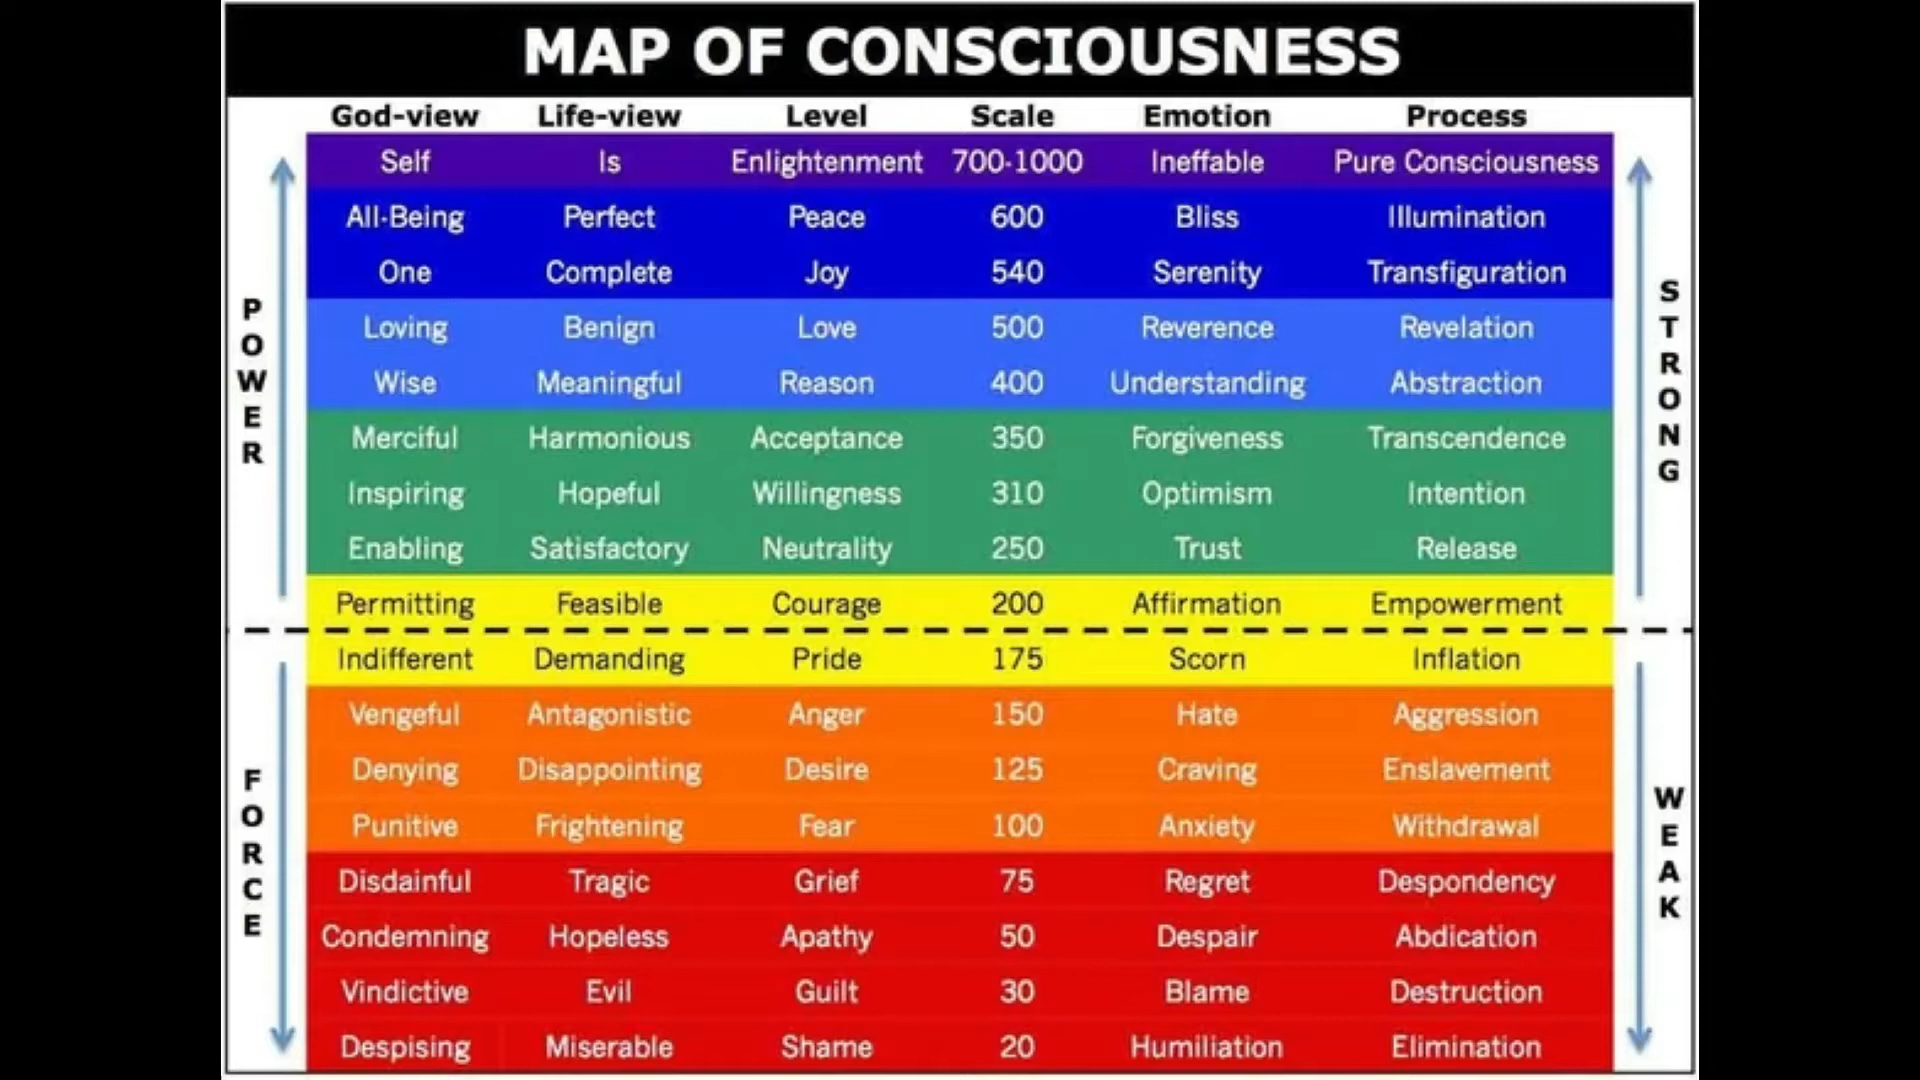 MAP OF CONSCIOUSNESS
God-view Life-view Level Scale Emotion Process
Self Is Enlightenment 700-1000 Ineffable Pure Consciousness
All-Being Perfect Peace 600 Bliss Illumination
One Complete Joy 540 Serenity Transfiguration
Loving Benign Love 500 Reverence Revelation
Wise Meaningful Reason 400 Understanding Abstraction
Merciful Harmonious Acceptance 350 Forgiveness Transcendence
Inspiring Hopeful Willingness 310 Optimism Intention
Enabling Satisfactory Neutrality 250 Trust Release
Permitting Feasible Courage 200 Affirmation Empowerment
Indifferent Demanding Pride 175 Scorn Inflation
Vengeful Antagonistic Anger 150 Hate Aggression
Denying Disappointing Desire 125 Craving Enslavement
Punitive Frightening Fear 100 Anxiety Withdrawal
Disdainful Tragic Grief 75 Regret Despondency
Condemning Hopeless Apathy 50 Despair Abdication
Vindictive Evil Guilt 30 Blame Destruction
Despising Miserable Shame 20 Humiliation Elimination
POWER
FORCE
STRONG
WEAK